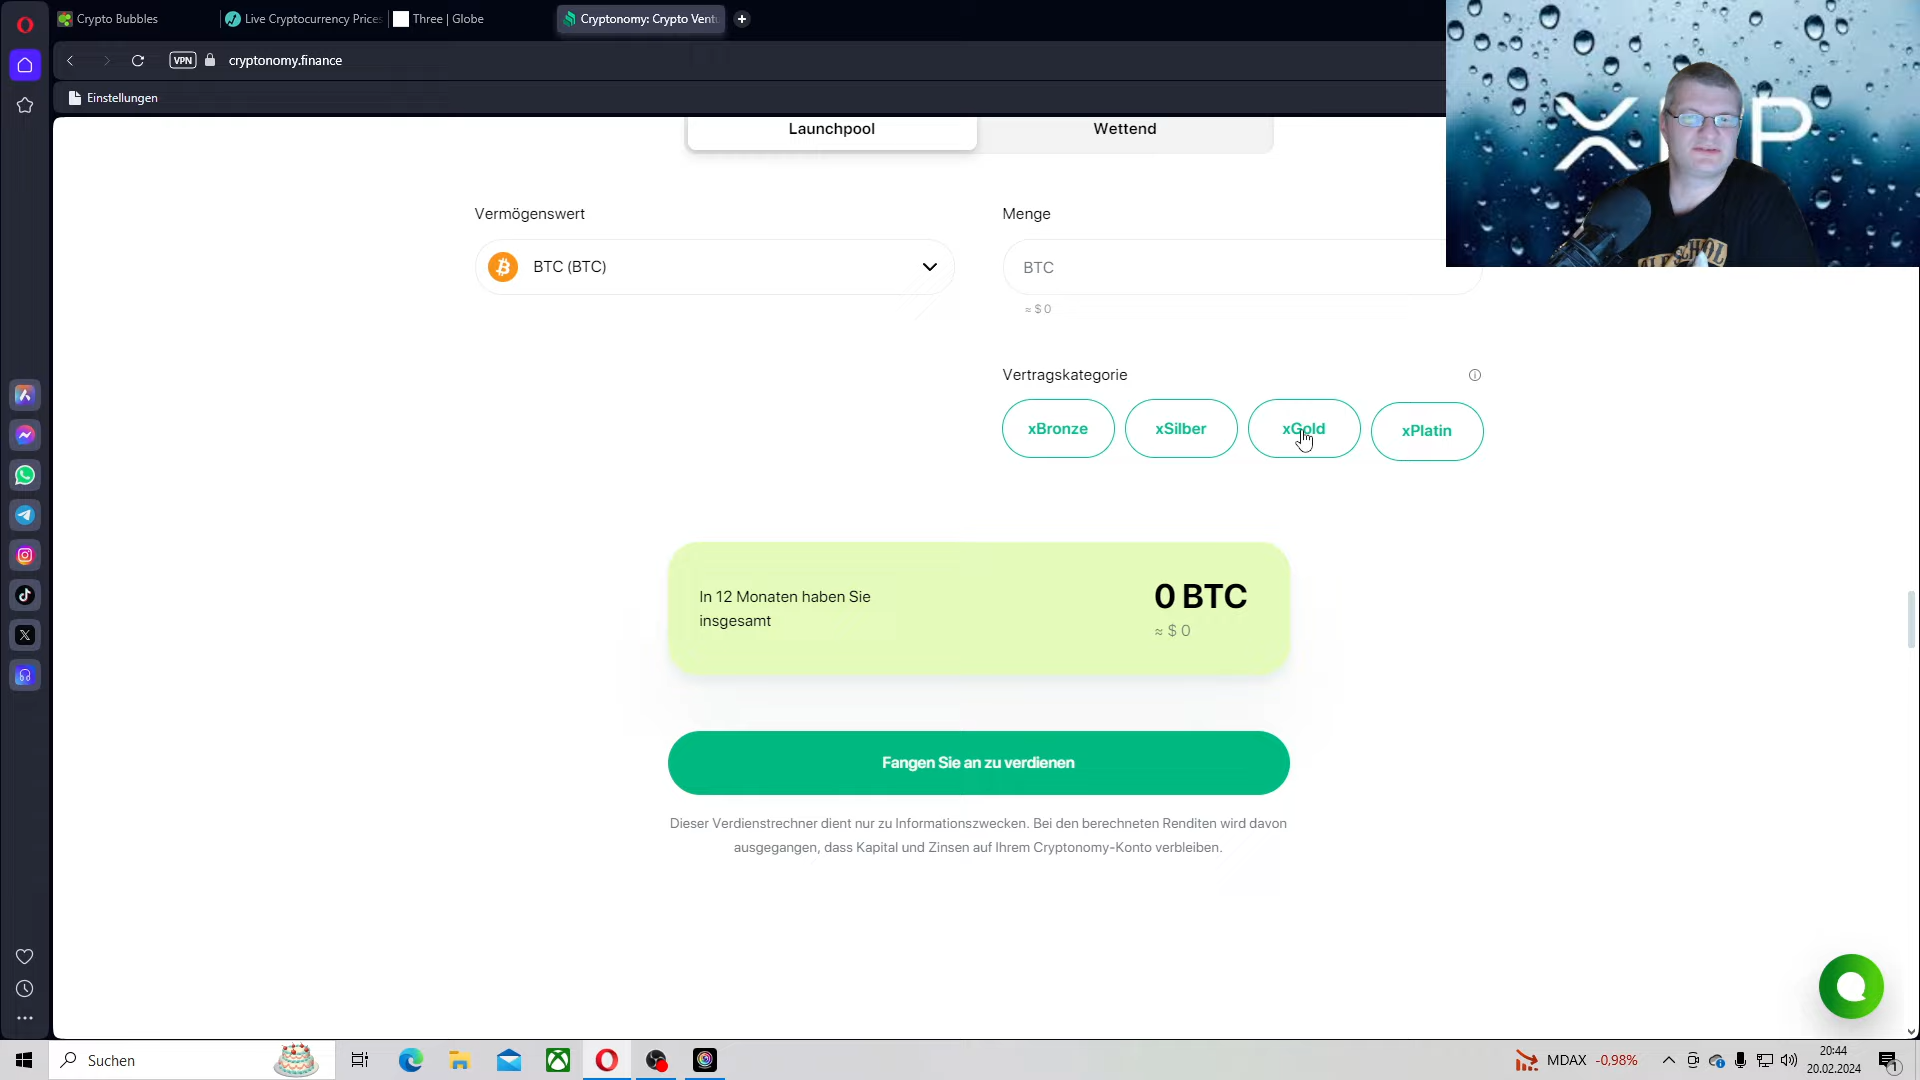 Crypto Bubbles
Live Cryptocurrency Prices
Three | Globe
Cryptonomy: Crypto Ventu
VPN
cryptonomy.finance
Einstellungen
Launchpool
Wettend
Vermögenswert
Menge
BTC (BTC)
BTC
≈ $ 0
Vertragskategorie
xBronze
xSilber
xGold
xPlatin
In 12 Monaten haben Sie
insgesamt
0 BTC
≈ $ 0
Fangen Sie an zu verdienen
Dieser Verdienstrechner dient nur zu Informationszwecken. Bei den berechneten Renditen wird davon
ausgegangen, dass Kapital und Zinsen auf Ihrem Cryptonomy-Konto verbleiben.
Suchen
MDAX -0,98%
20:44
20.02.2024
1